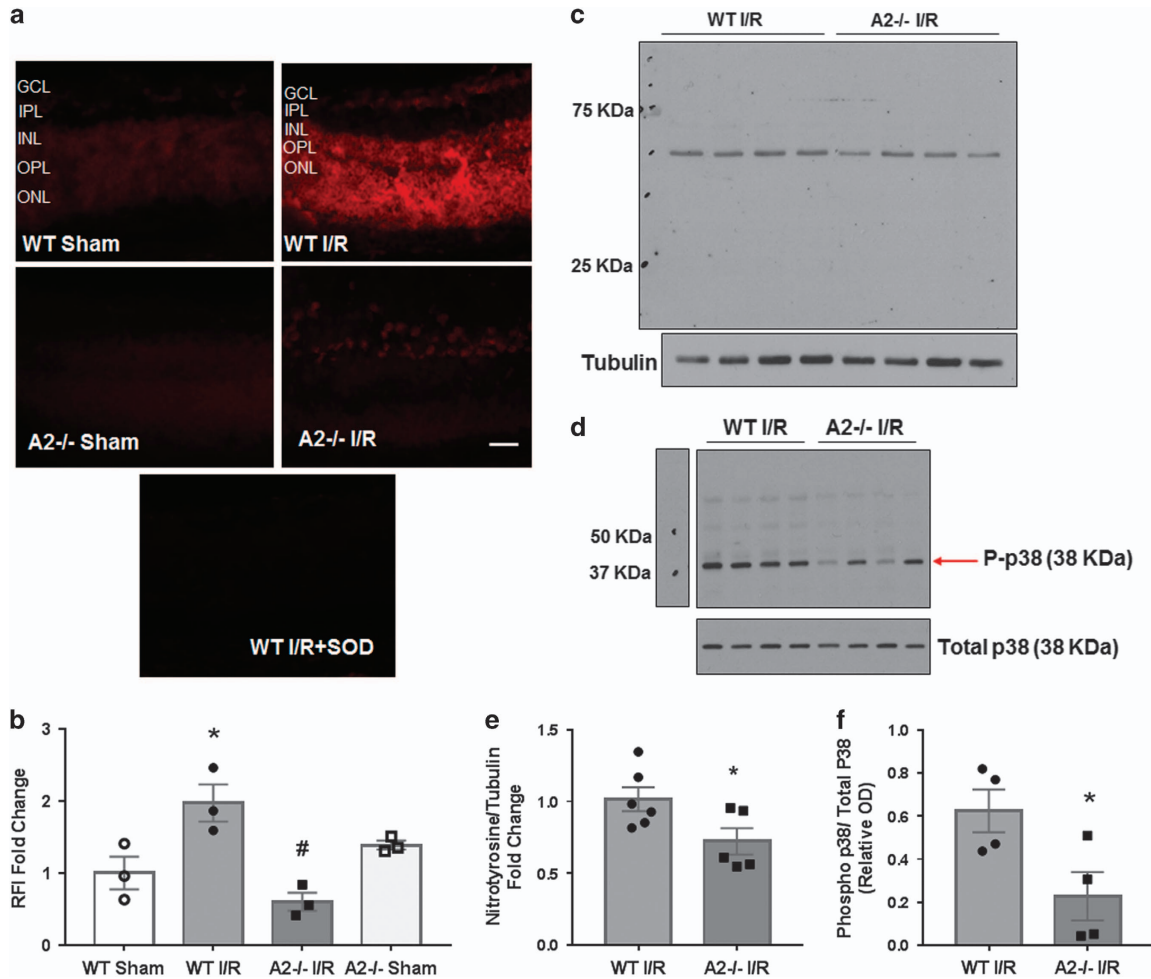 a
GCL
IPL
INL
OPL
ONL
WT Sham
GCL
IPL
INL
OPL
ONL
WT I/R
A2-/- Sham
A2-/- I/R
WT I/R+SOD
b
RFI Fold Change
3
2
1
0
*
#
WT Sham WT I/R A2-/- I/R A2-/- Sham
c
WT I/R A2-/- I/R
75 KDa
25 KDa
Tubulin
d
WT I/R A2-/- I/R
50 KDa
37 KDa
P-p38 (38 KDa)
Total p38 (38 KDa)
e
Nitrotyrosine/Tubulin
Fold Change
1.5
1.0
0.5
0.0
*
WT I/R A2-/- I/R
f
Phospho p38/ Total P38
(Relative OD)
1.0
0.8
0.6
0.4
0.2
0.0
*
WT I/R A2-/- I/R